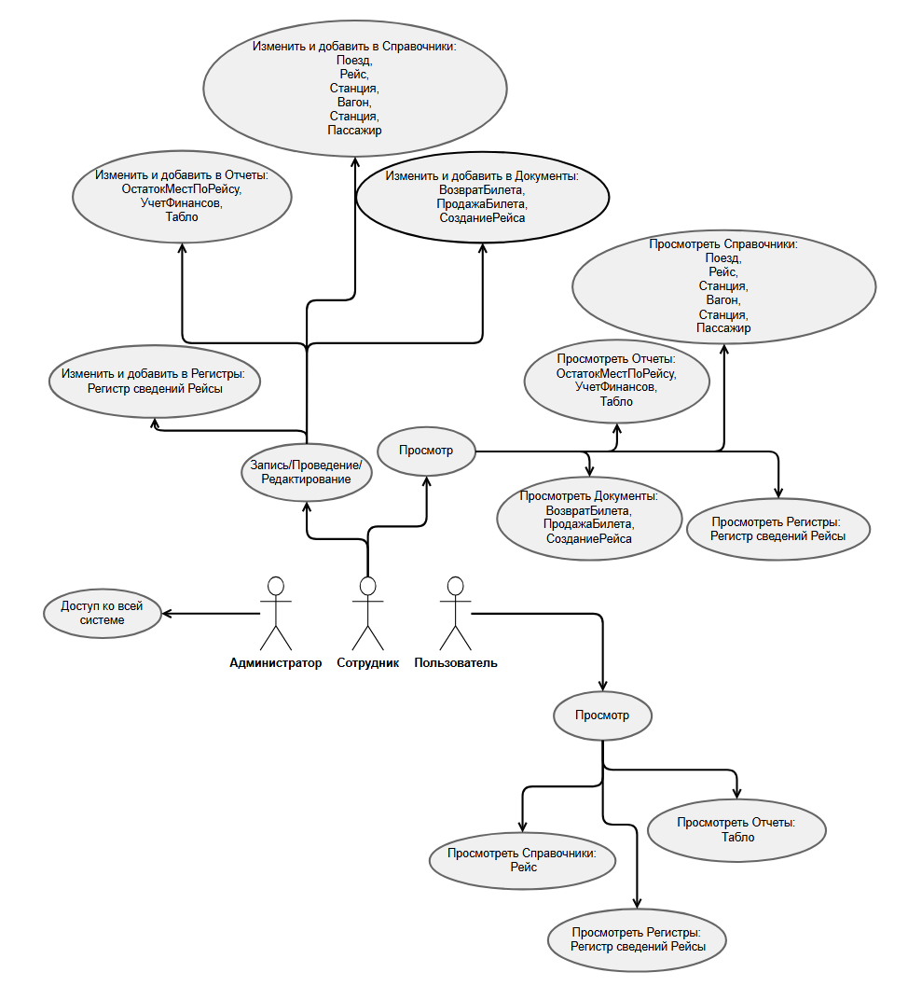 Изменить и добавить в Справочники:
Поезд,
Рейс,
Станция,
Вагон,
Станция,
Пассажир
Изменить и добавить в Отчеты:
ОстатокМестПоРейсу,
УчетФинансов,
Табло
Изменить и добавить в Документы:
ВозвратБилета,
ПродажаБилета,
СозданиеРейса
Просмотреть Справочники:
Поезд,
Рейс,
Станция,
Вагон,
Станция,
Пассажир
Просмотреть Отчеты:
ОстатокМестПоРейсу,
УчетФинансов,
Табло
Изменить и добавить в Регистры:
Регистр сведений Рейсы
Запись/Проведение/
Редактирование
Просмотр
Просмотреть Документы:
ВозвратБилета,
ПродажаБилета,
СозданиеРейса
Просмотреть Регистры:
Регистр сведений Рейсы
Доступ ко всей
системе
Администратор
Сотрудник
Пользователь
Просмотр
Просмотреть Отчеты:
Табло
Просмотреть Справочники:
Рейс
Просмотреть Регистры:
Регистр сведений Рейсы